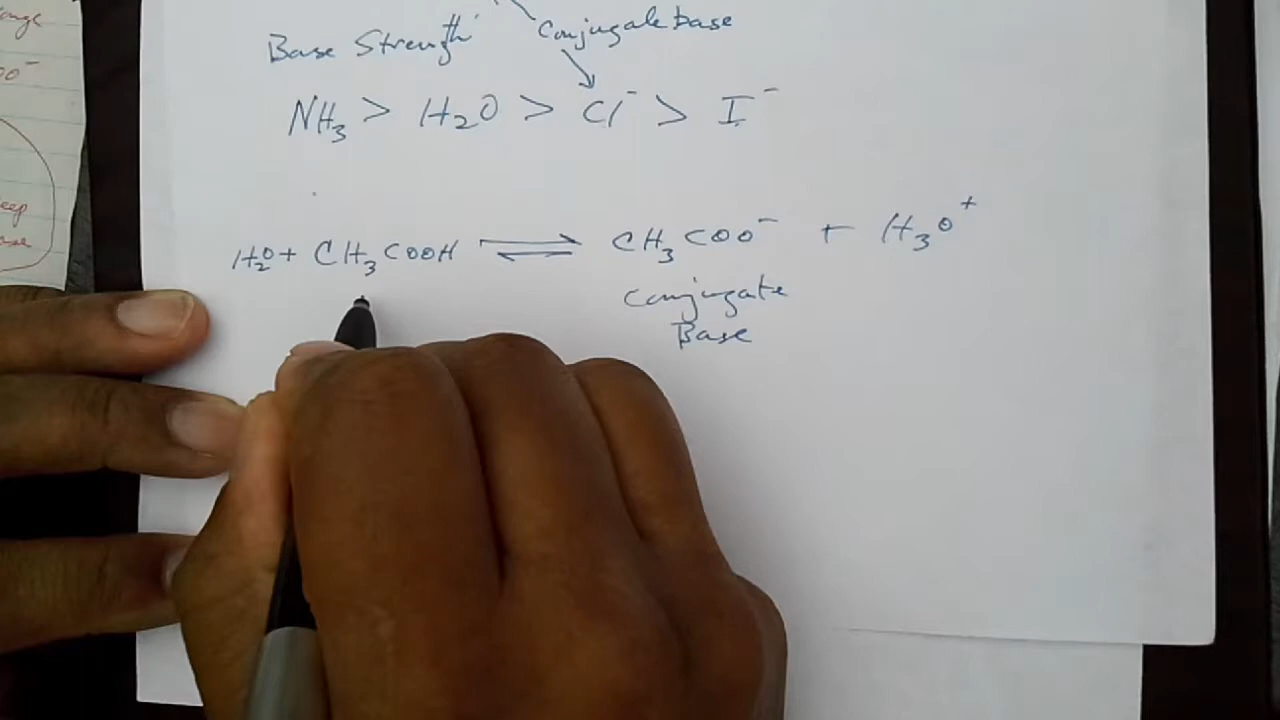 Conjugate base
Base Strength
NH₃ > H₂O > Cl⁻ > I⁻
H₂O + CH₃COOH ⇌ CH₃COO⁻ + H₃O⁺
Conjugate
Base